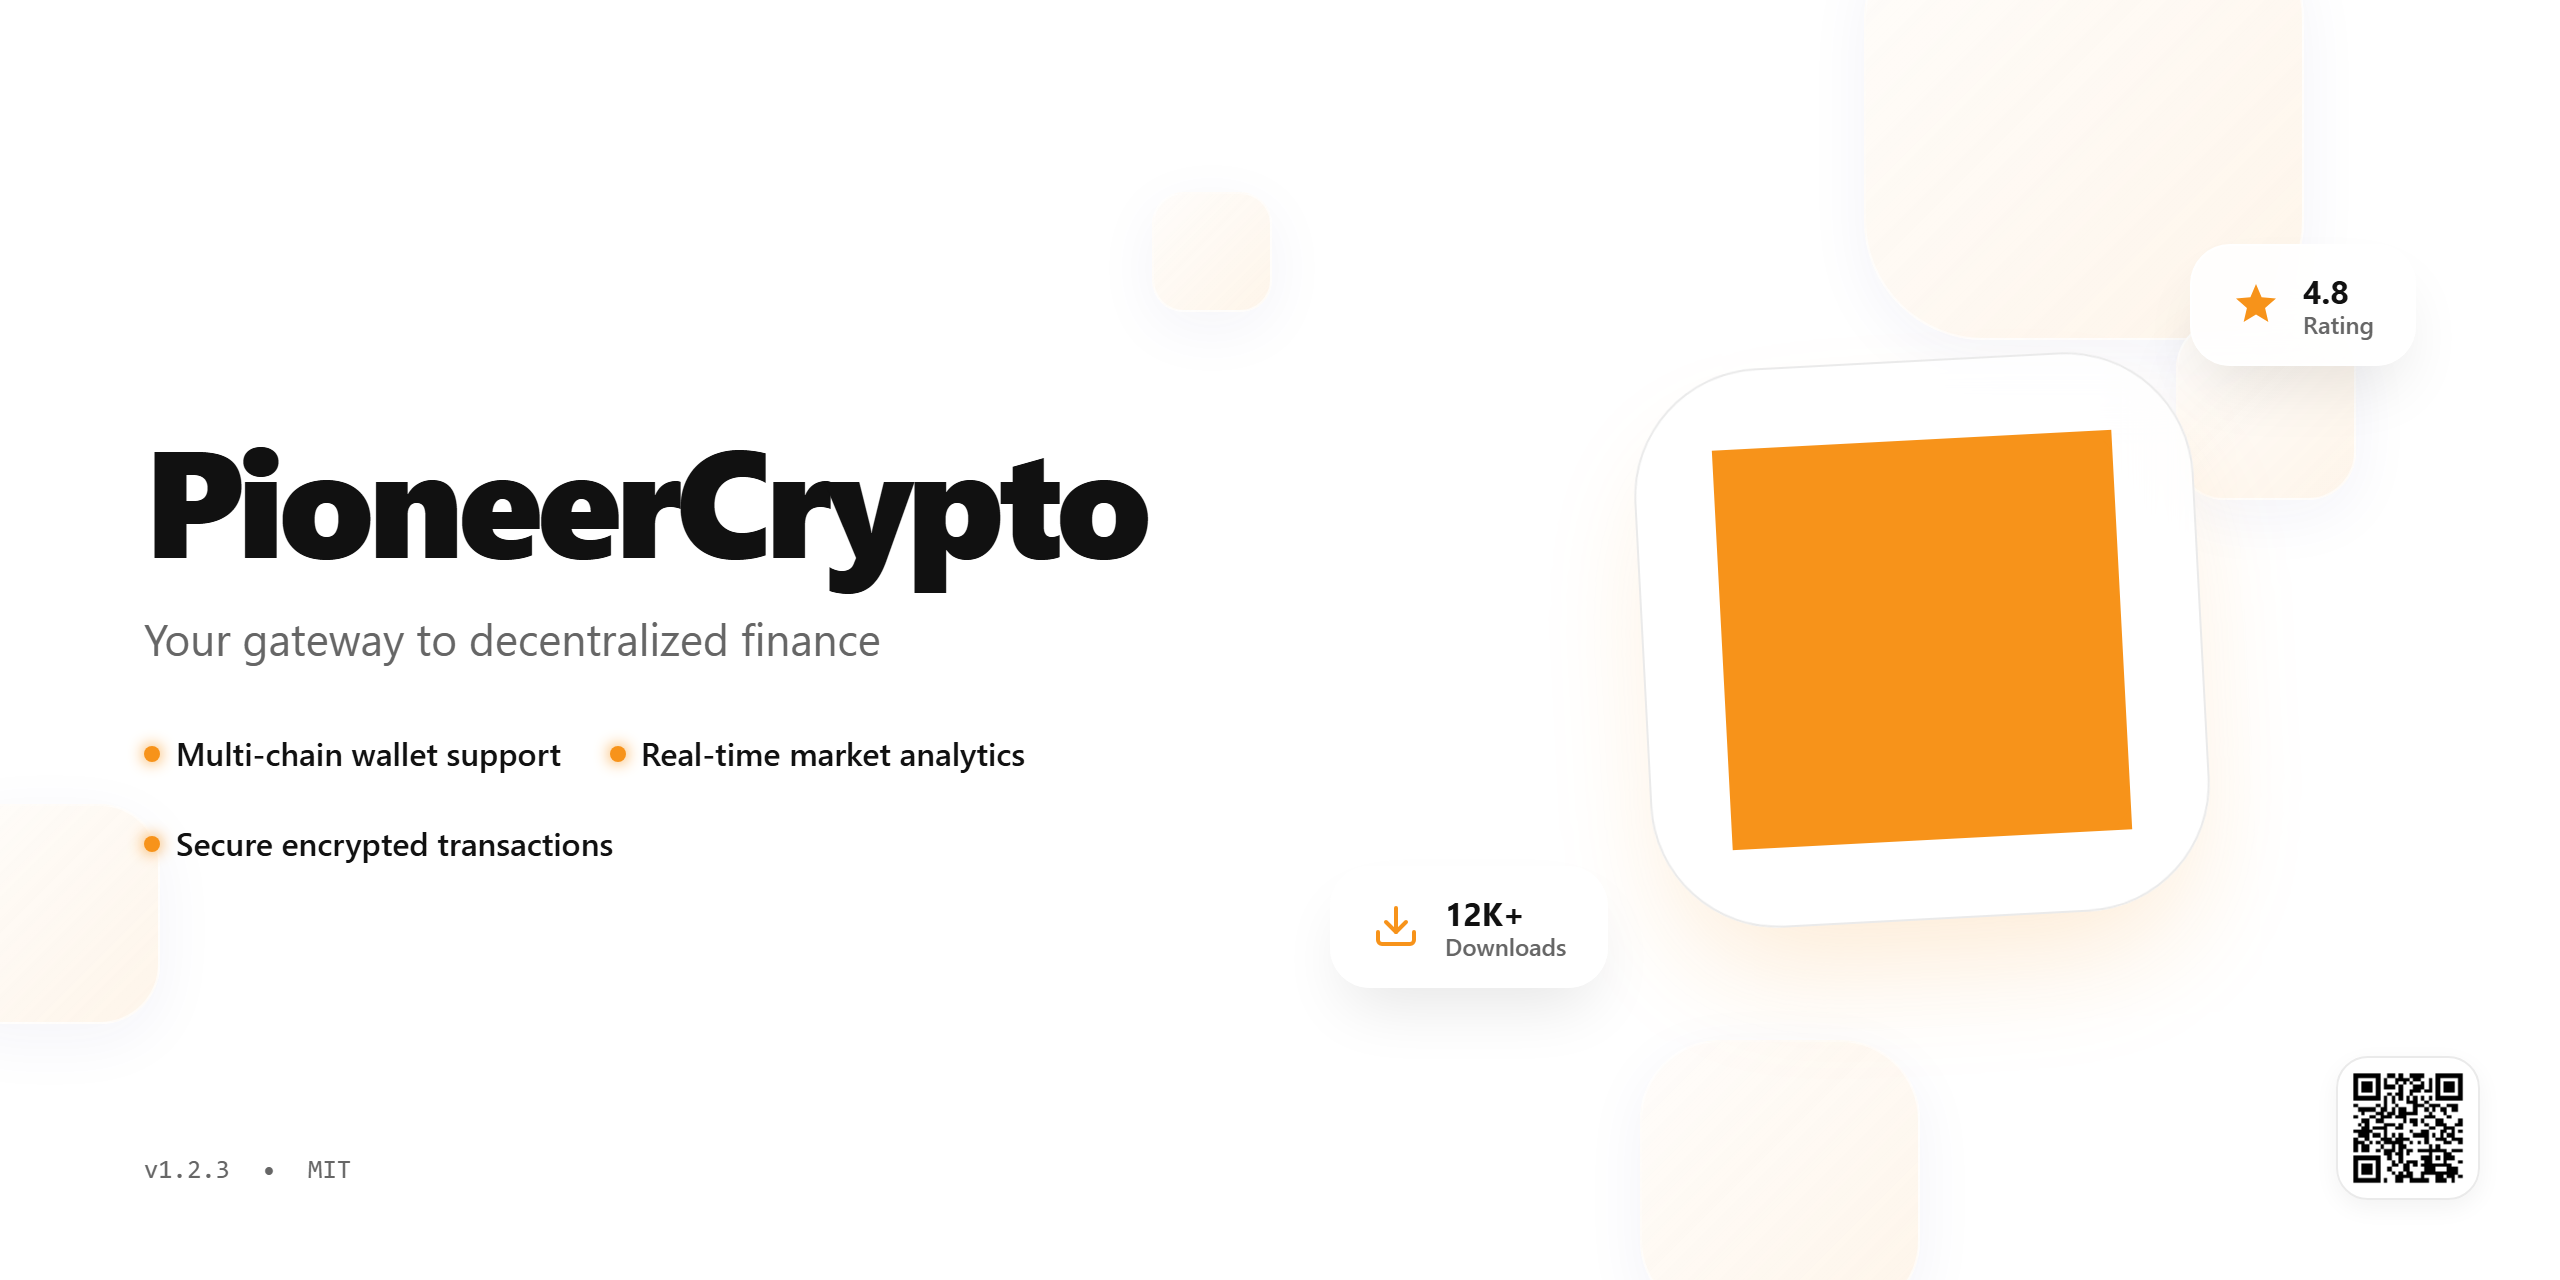 PioneerCrypto
Your gateway to decentralized finance
Multi-chain wallet support
Real-time market analytics
Secure encrypted transactions
v1.2.3 • MIT
4.8
Rating
12K+
Downloads